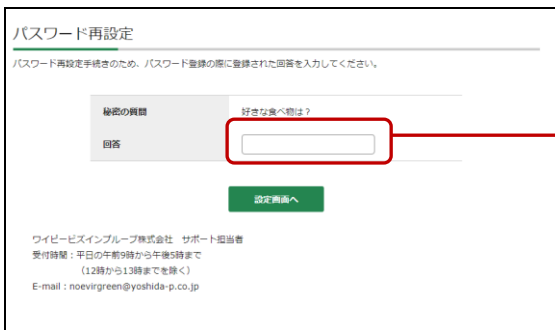 パスワード再設定
パスワード再設定手続きのため、パスワード登録の際に登録された回答を入力してください。
秘密の質問
好きな食べ物は？
回答
設定画面へ
ワイピービズインプルーブ株式会社　サポート担当者
受付時間：平日の午前9時から午後5時まで
（12時から13時までを除く）
E-mail：noevirgreen@yoshida-p.co.jp